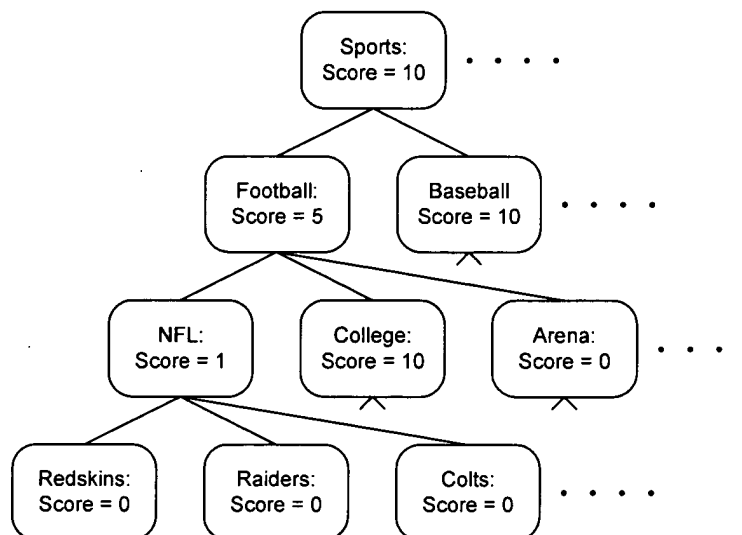 Sports:
Score = 10
Football:
Score = 5
Baseball
Score = 10
NFL:
Score = 1
College:
Score = 10
Arena:
Score = 0
Redskins:
Score = 0
Raiders:
Score = 0
Colts:
Score = 0